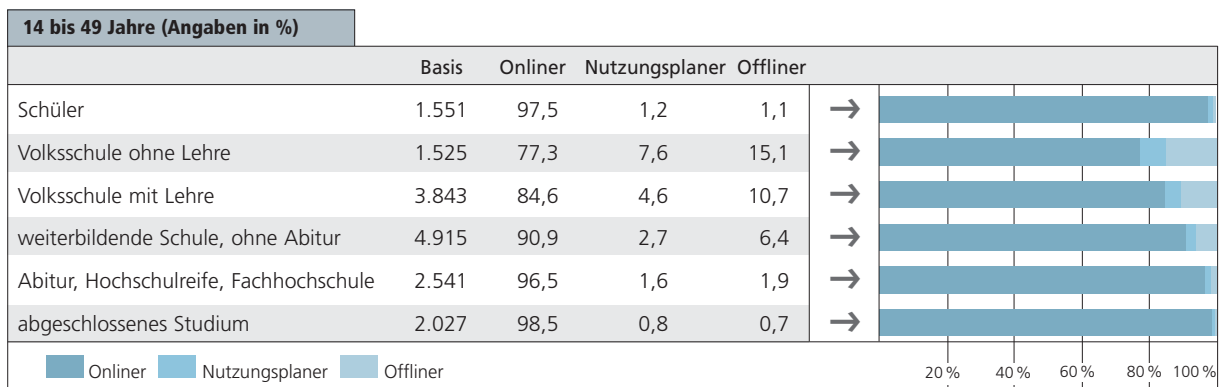 14 bis 49 Jahre (Angaben in %)
Basis Onliner Nutzungsplaner Offliner
Schüler 1.551 97,5 1,2 1,1 →
Volksschule ohne Lehre 1.525 77,3 7,6 15,1 →
Volksschule mit Lehre 3.843 84,6 4,6 10,7 →
weiterbildende Schule, ohne Abitur 4.915 90,9 2,7 6,4 →
Abitur, Hochschulreife, Fachhochschule 2.541 96,5 1,6 1,9 →
abgeschlossenes Studium 2.027 98,5 0,8 0,7 →
Onliner Nutzungsplaner Offliner 20 % 40 % 60 % 80 % 100 %